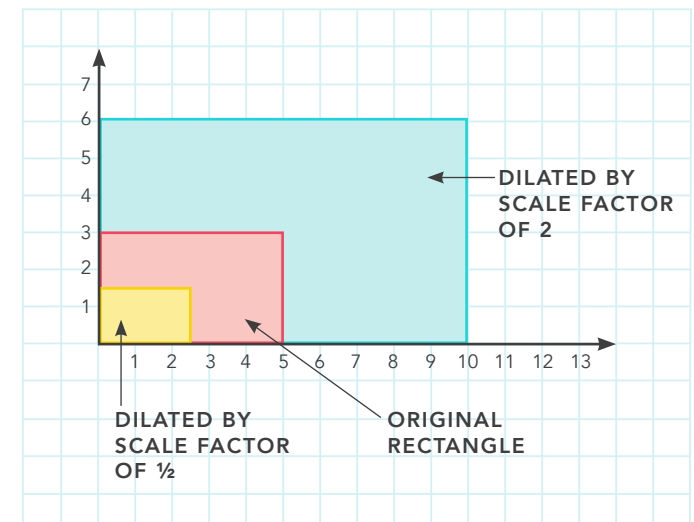 7
6
5
4
3
2
1
1 2 3 4 5 6 7 8 9 10 11 12 13
DILATED BY
SCALE FACTOR
OF 2
DILATED BY
SCALE FACTOR
OF ½
ORIGINAL
RECTANGLE